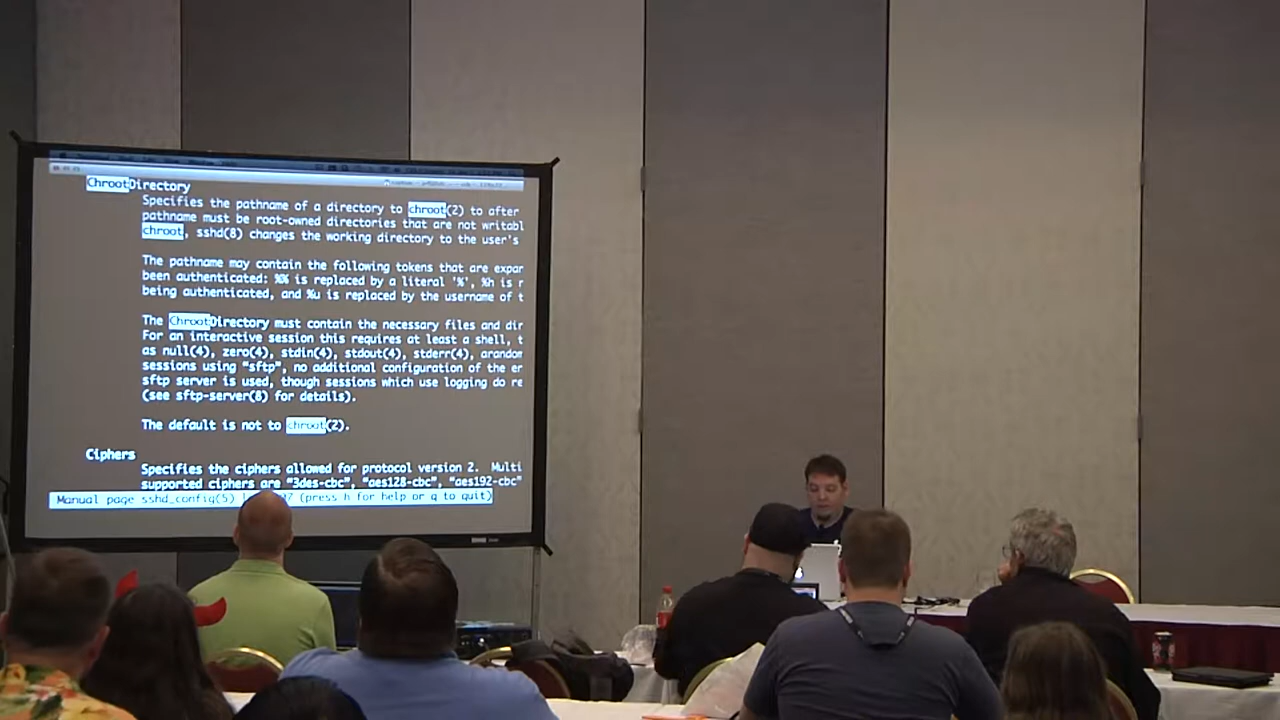 ChrootDirectory
Specifies the pathname of a directory to chroot(2) to after
pathname must be root-owned directories that are not writabl
chroot, sshd(8) changes the working directory to the user's
The pathname may contain the following tokens that are expan
been authenticated: %% is replaced by a literal '%', %h is r
being authenticated, and %u is replaced by the username of t
The ChrootDirectory must contain the necessary files and dir
For an interactive session this requires at least a shell, t
as null(4), zero(4), stdin(4), stdout(4), stderr(4), arandom
sessions using "sftp", no additional configuration of the en
sftp server is used, though sessions which use logging do re
(see sftp-server(8) for details).
The default is not to chroot(2).
Ciphers
Specifies the ciphers allowed for protocol version 2. Multi
supported ciphers are "3des-cbc", "aes128-cbc", "aes192-cbc"
Manual page sshd_config(5) (press h for help or q to quit)